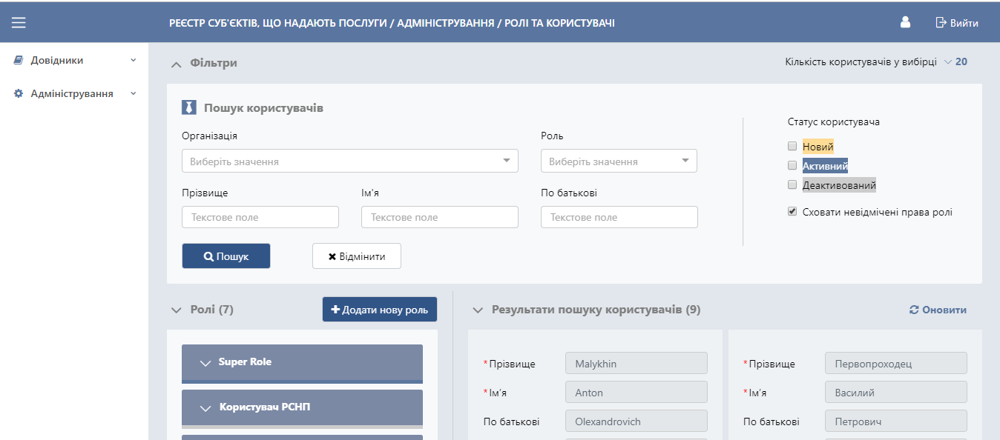 РЕЄСТР СУБ'ЄКТІВ, ЩО НАДАЮТЬ ПОСЛУГИ / АДМІНІСТРУВАННЯ / РОЛІ ТА КОРИСТУВАЧІ
Вийти
Довідники
Адміністрування
Фільтри
Кількість користувачів у вибірці 20
Пошук користувачів
Організація
Роль
Виберіть значення
Виберіть значення
Прізвище
Ім'я
По батькові
Текстове поле
Текстове поле
Текстове поле
Пошук
Відмінити
Статус користувача
Новий
Активний
Деактивований
Сховати невідмічені права ролі
Ролі (7)
Додати нову роль
Super Role
Користувач РСНП
Результати пошуку користувачів (9)
Оновити
*Прізвище Malykhin
*Ім'я Anton
По батькові Olexandrovich
*Прізвище Первопроходец
*Ім'я Василий
По батькові Петрович